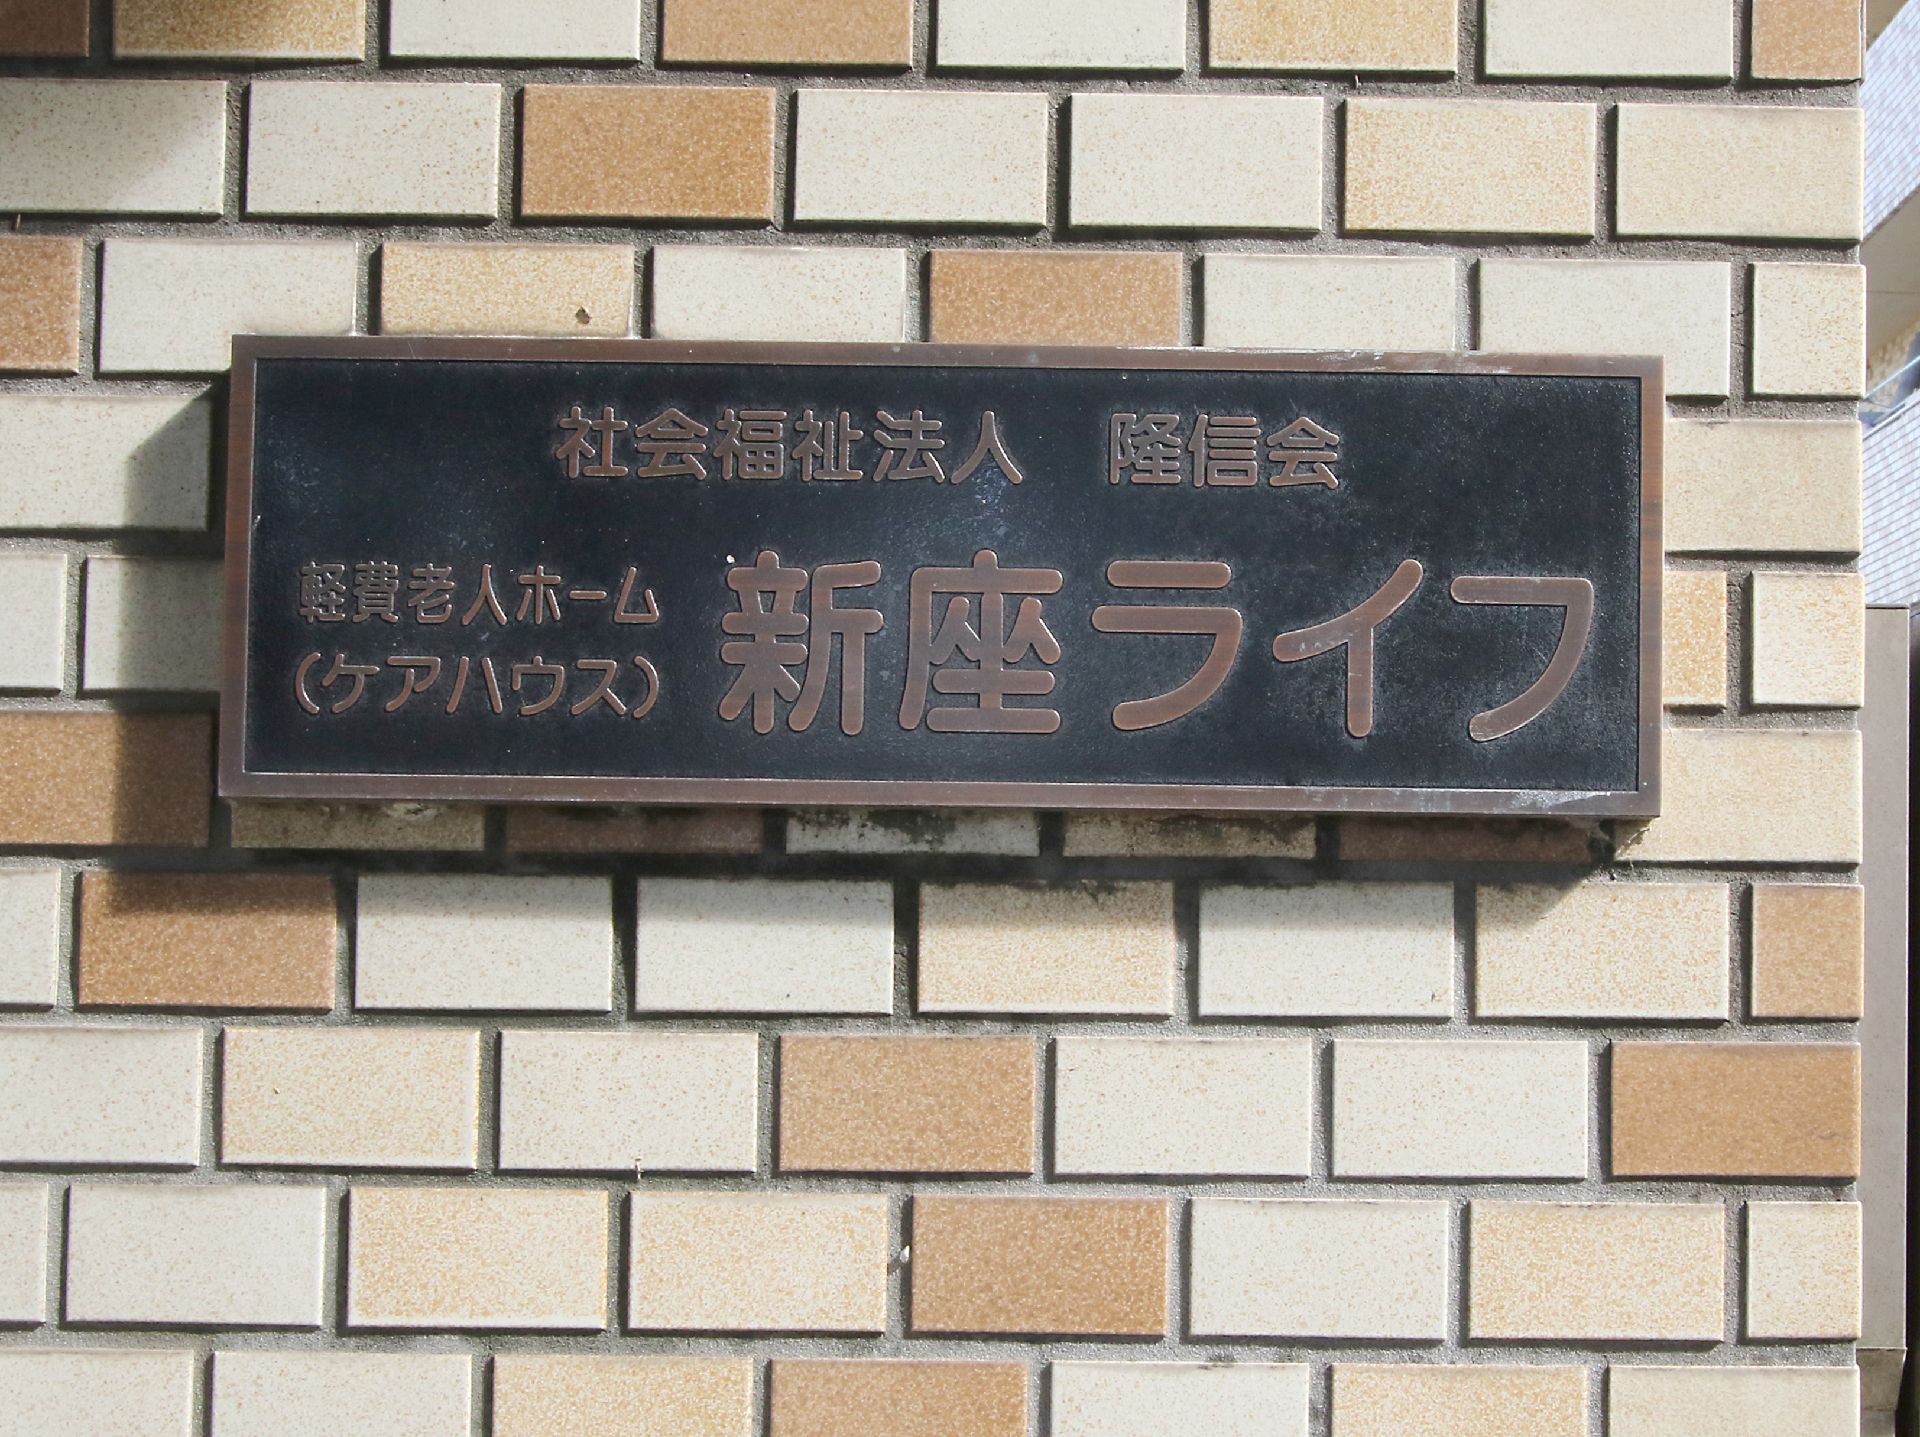 社会福祉法人　隆信会
軽費老人ホーム
（ケアハウス）
新座ライフ